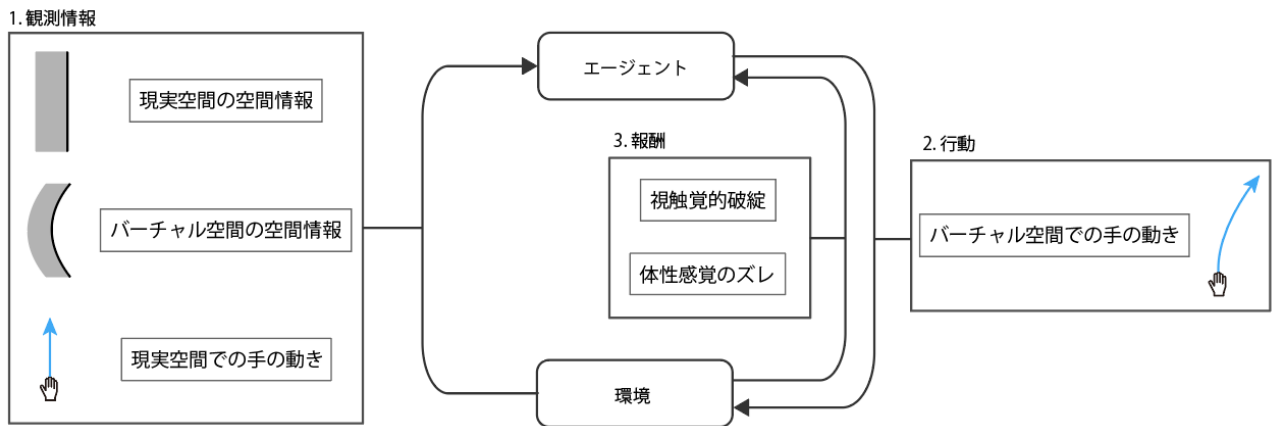 1. 観測情報
現実空間の空間情報
バーチャル空間の空間情報
現実空間での手の動き
エージェント
3. 報酬
視触覚的破綻
体性感覚のズレ
環境
2. 行動
バーチャル空間での手の動き